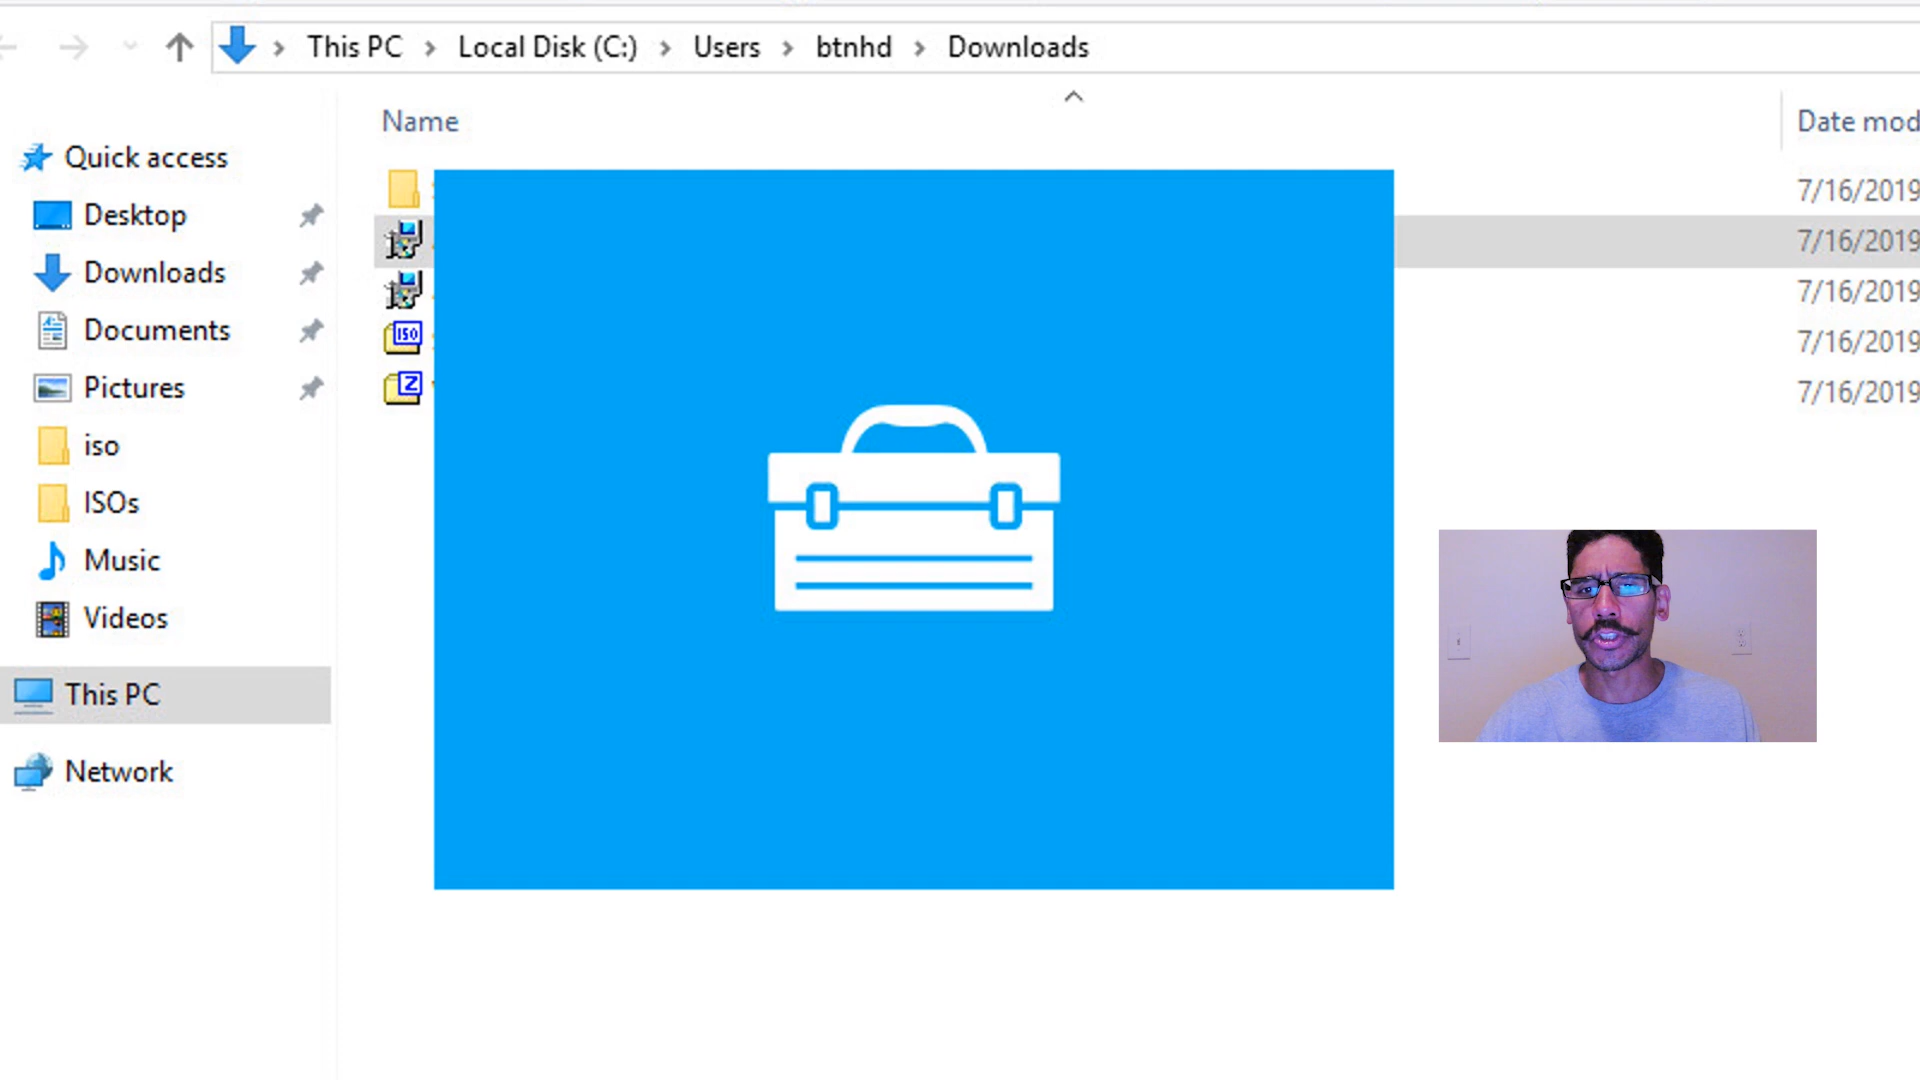 This PC > Local Disk (C:) > Users > btnhd > Downloads
Name
Date mod
Quick access
Desktop
Downloads
Documents
Pictures
iso
ISOs
Music
Videos
This PC
Network
7/16/2019
7/16/2019
7/16/2019
7/16/2019
7/16/2019
ISO
Z